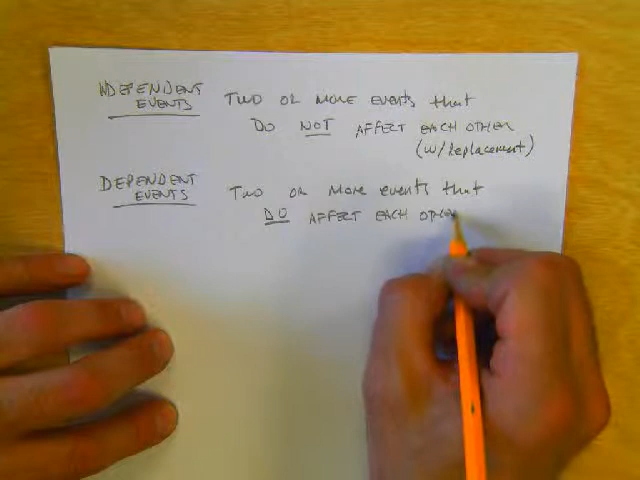 INDEPENDENT TWO OR MORE EVENTS that
EVENTS
DO NOT AFFECT EACH OTHER
(w/Replacement)
DEPENDENT TWO OR MORE events that
EVENTS
DO AFFECT EACH OTHER